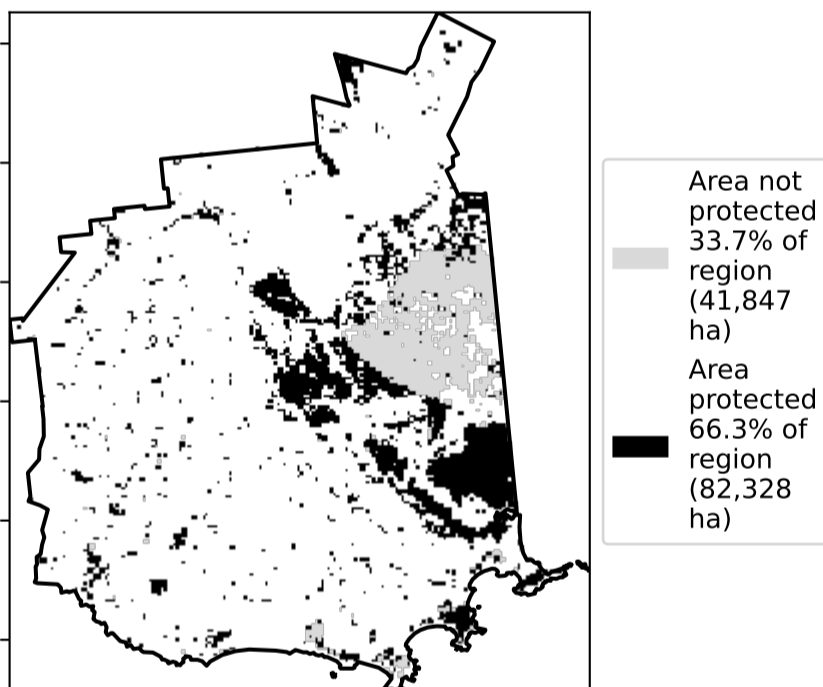 Area not
protected
33.7% of
region
(41,847
ha)
Area
protected
66.3% of
region
(82,328
ha)